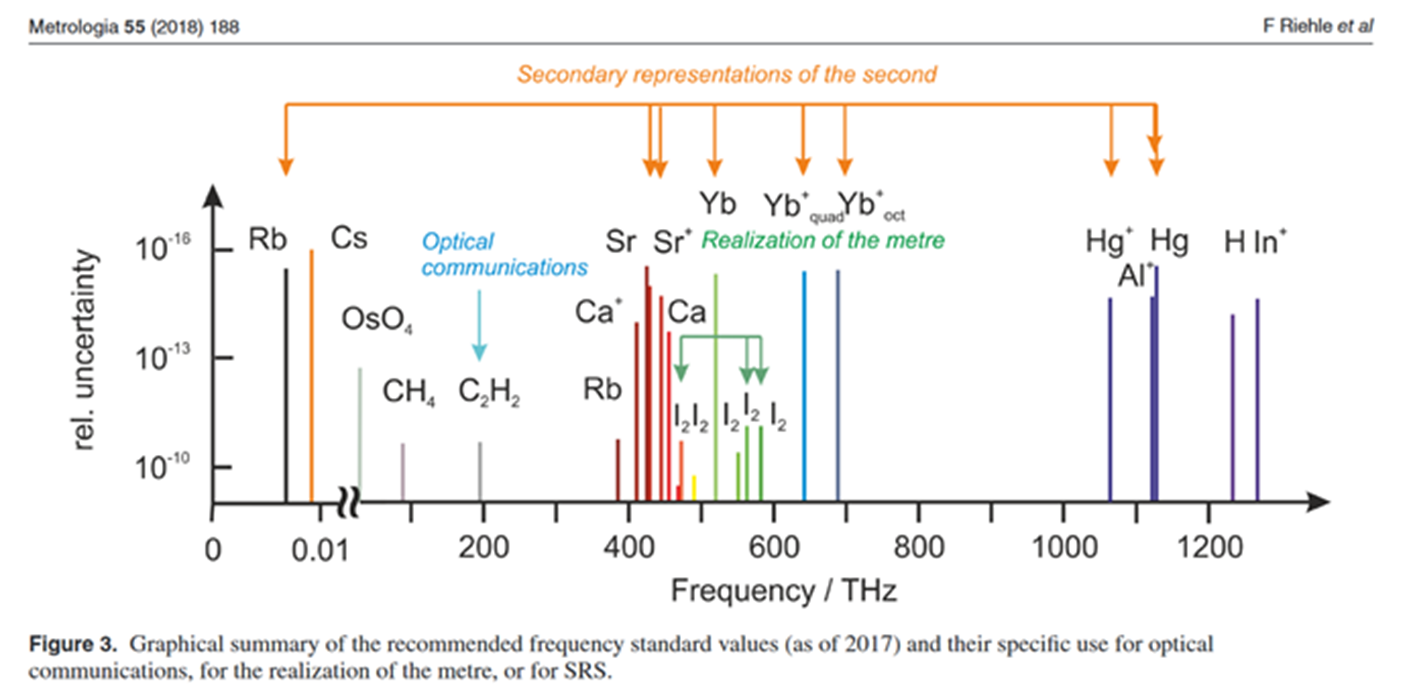 Metrologia 55 (2018) 188
F Riehle et al
Secondary representations of the second
Yb Yb⁺quad Yb⁺oct
Rb Cs Optical Sr Sr⁺ Realization of the metre Hg⁺ Hg H In⁺
communications
Al⁺
OsO₄ Ca⁺ Ca
CH₄ C₂H₂ Rb
I₂ I₂ I₂ I₂ I₂
rel. uncertainty
10⁻¹⁶
10⁻¹³
10⁻¹⁰
0 0.01 200 400 600 800 1000 1200
Frequency / THz
Figure 3. Graphical summary of the recommended frequency standard values (as of 2017) and their specific use for optical
communications, for the realization of the metre, or for SRS.